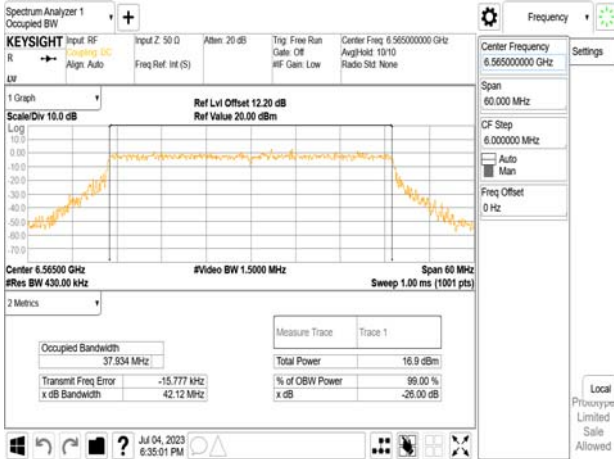 Spectrum Analyzer 1
Occupied BW
Frequency
KEYSIGHT
R
Input: RF
Coupling: DC
Align: Auto
Input Z: 50 Ω
Freq Ref: Int (S)
Atten: 20 dB
Trig: Free Run
Gate: Off
#IF Gain: Low
Center Freq: 6.565000000 GHz
Avg|Hold: 10/10
Radio Std: None
1 Graph
Scale/Div 10.0 dB
Ref Lvl Offset 12.20 dB
Ref Value 20.00 dBm
Log
10.0
0.00
-10.0
-20.0
-30.0
-40.0
-50.0
-60.0
-70.0
Center 6.56500 GHz
#Res BW 430.00 kHz
#Video BW 1.5000 MHz
Span 60 MHz
Sweep 1.00 ms (1001 pts)
2 Metrics
Occupied Bandwidth
37.934 MHz
Transmit Freq Error -15.777 kHz
x dB Bandwidth 42.12 MHz
Measure Trace Trace 1
Total Power 16.9 dBm
% of OBW Power 99.00 %
x dB -26.00 dB
Jul 04, 2023
6:35:01 PM
Center Frequency
6.565000000 GHz
Span
60.000 MHz
CF Step
6.000000 MHz
Auto
Man
Freq Offset
0 Hz
Settings
Local
Prototype
Limited
Sale
Allowed